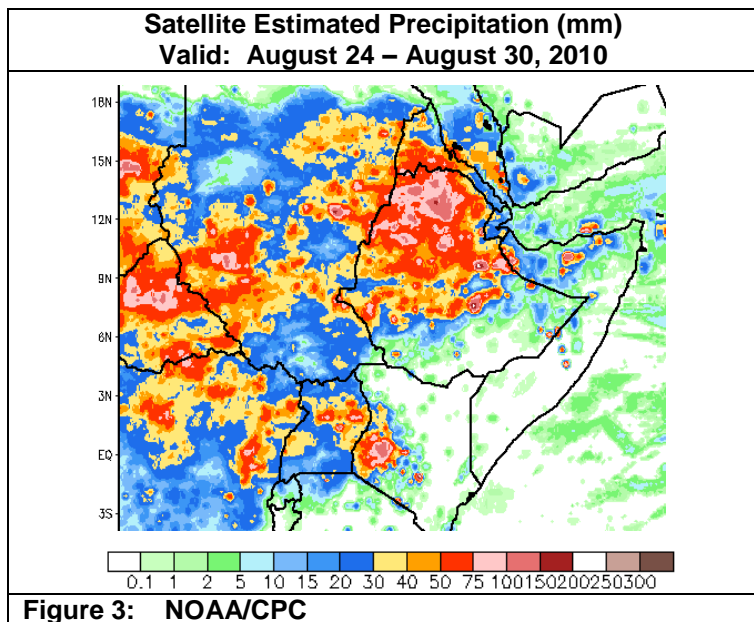 Satellite Estimated Precipitation (mm)
Valid: August 24 – August 30, 2010
18N
15N
12N
9N
6N
3N
EQ
3S
0.1 1 2 5 10 15 20 30 40 50 75 100150200250300
Figure 3: NOAA/CPC